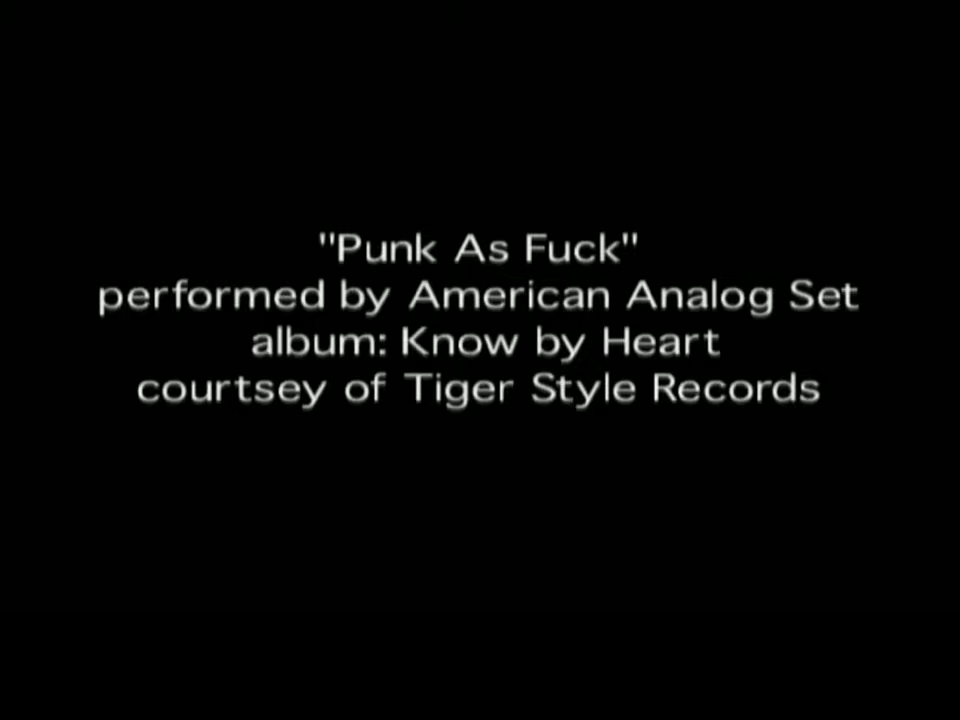 "Punk As Fuck"
performed by American Analog Set
album: Know by Heart
courtsey of Tiger Style Records